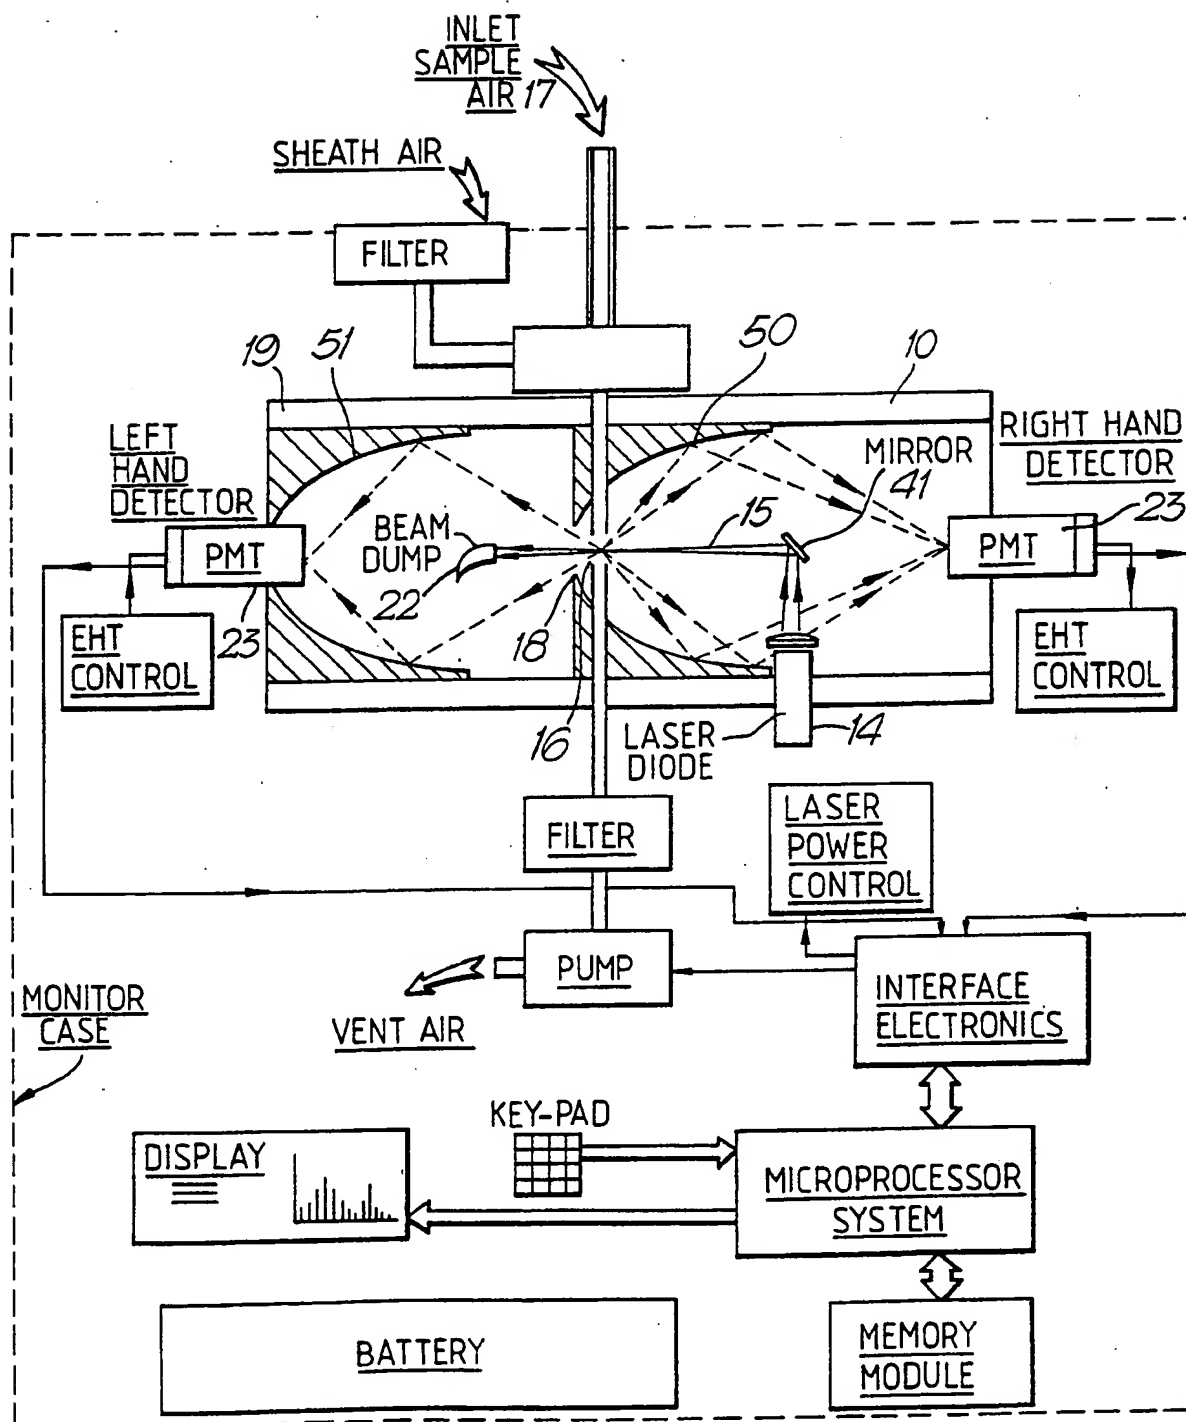 INLET
SAMPLE
AIR 17
SHEATH AIR
FILTER
19
51
50
10
LEFT
HAND
DETECTOR
RIGHT HAND
DETECTOR
MIRROR
41
15
BEAM
DUMP
22
PMT
23
PMT
23
18
EHT
CONTROL
EHT
CONTROL
16
LASER
DIODE
14
FILTER
LASER
POWER
CONTROL
PUMP
VENT AIR
INTERFACE
ELECTRONICS
MONITOR
CASE
KEY-PAD
DISPLAY
MICROPROCESSOR
SYSTEM
BATTERY
MEMORY
MODULE